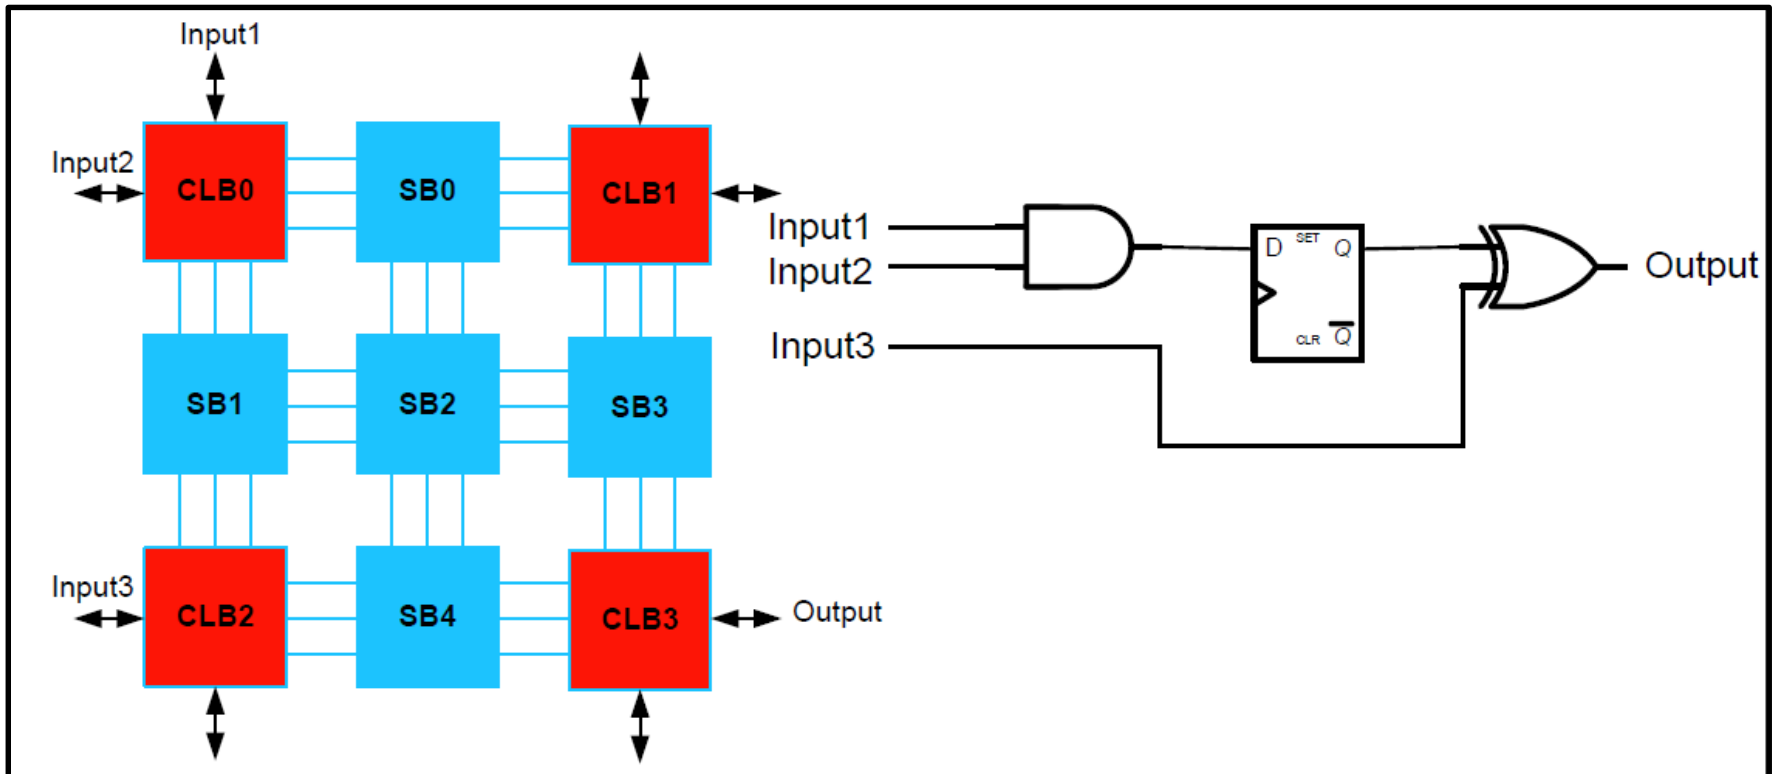 Input1
Input2
CLB0
SB0
CLB1
SB1
SB2
SB3
Input3
CLB2
SB4
CLB3
Output
Input1
Input2
Input3
D
SET
Q
CLR
Q̅
Output